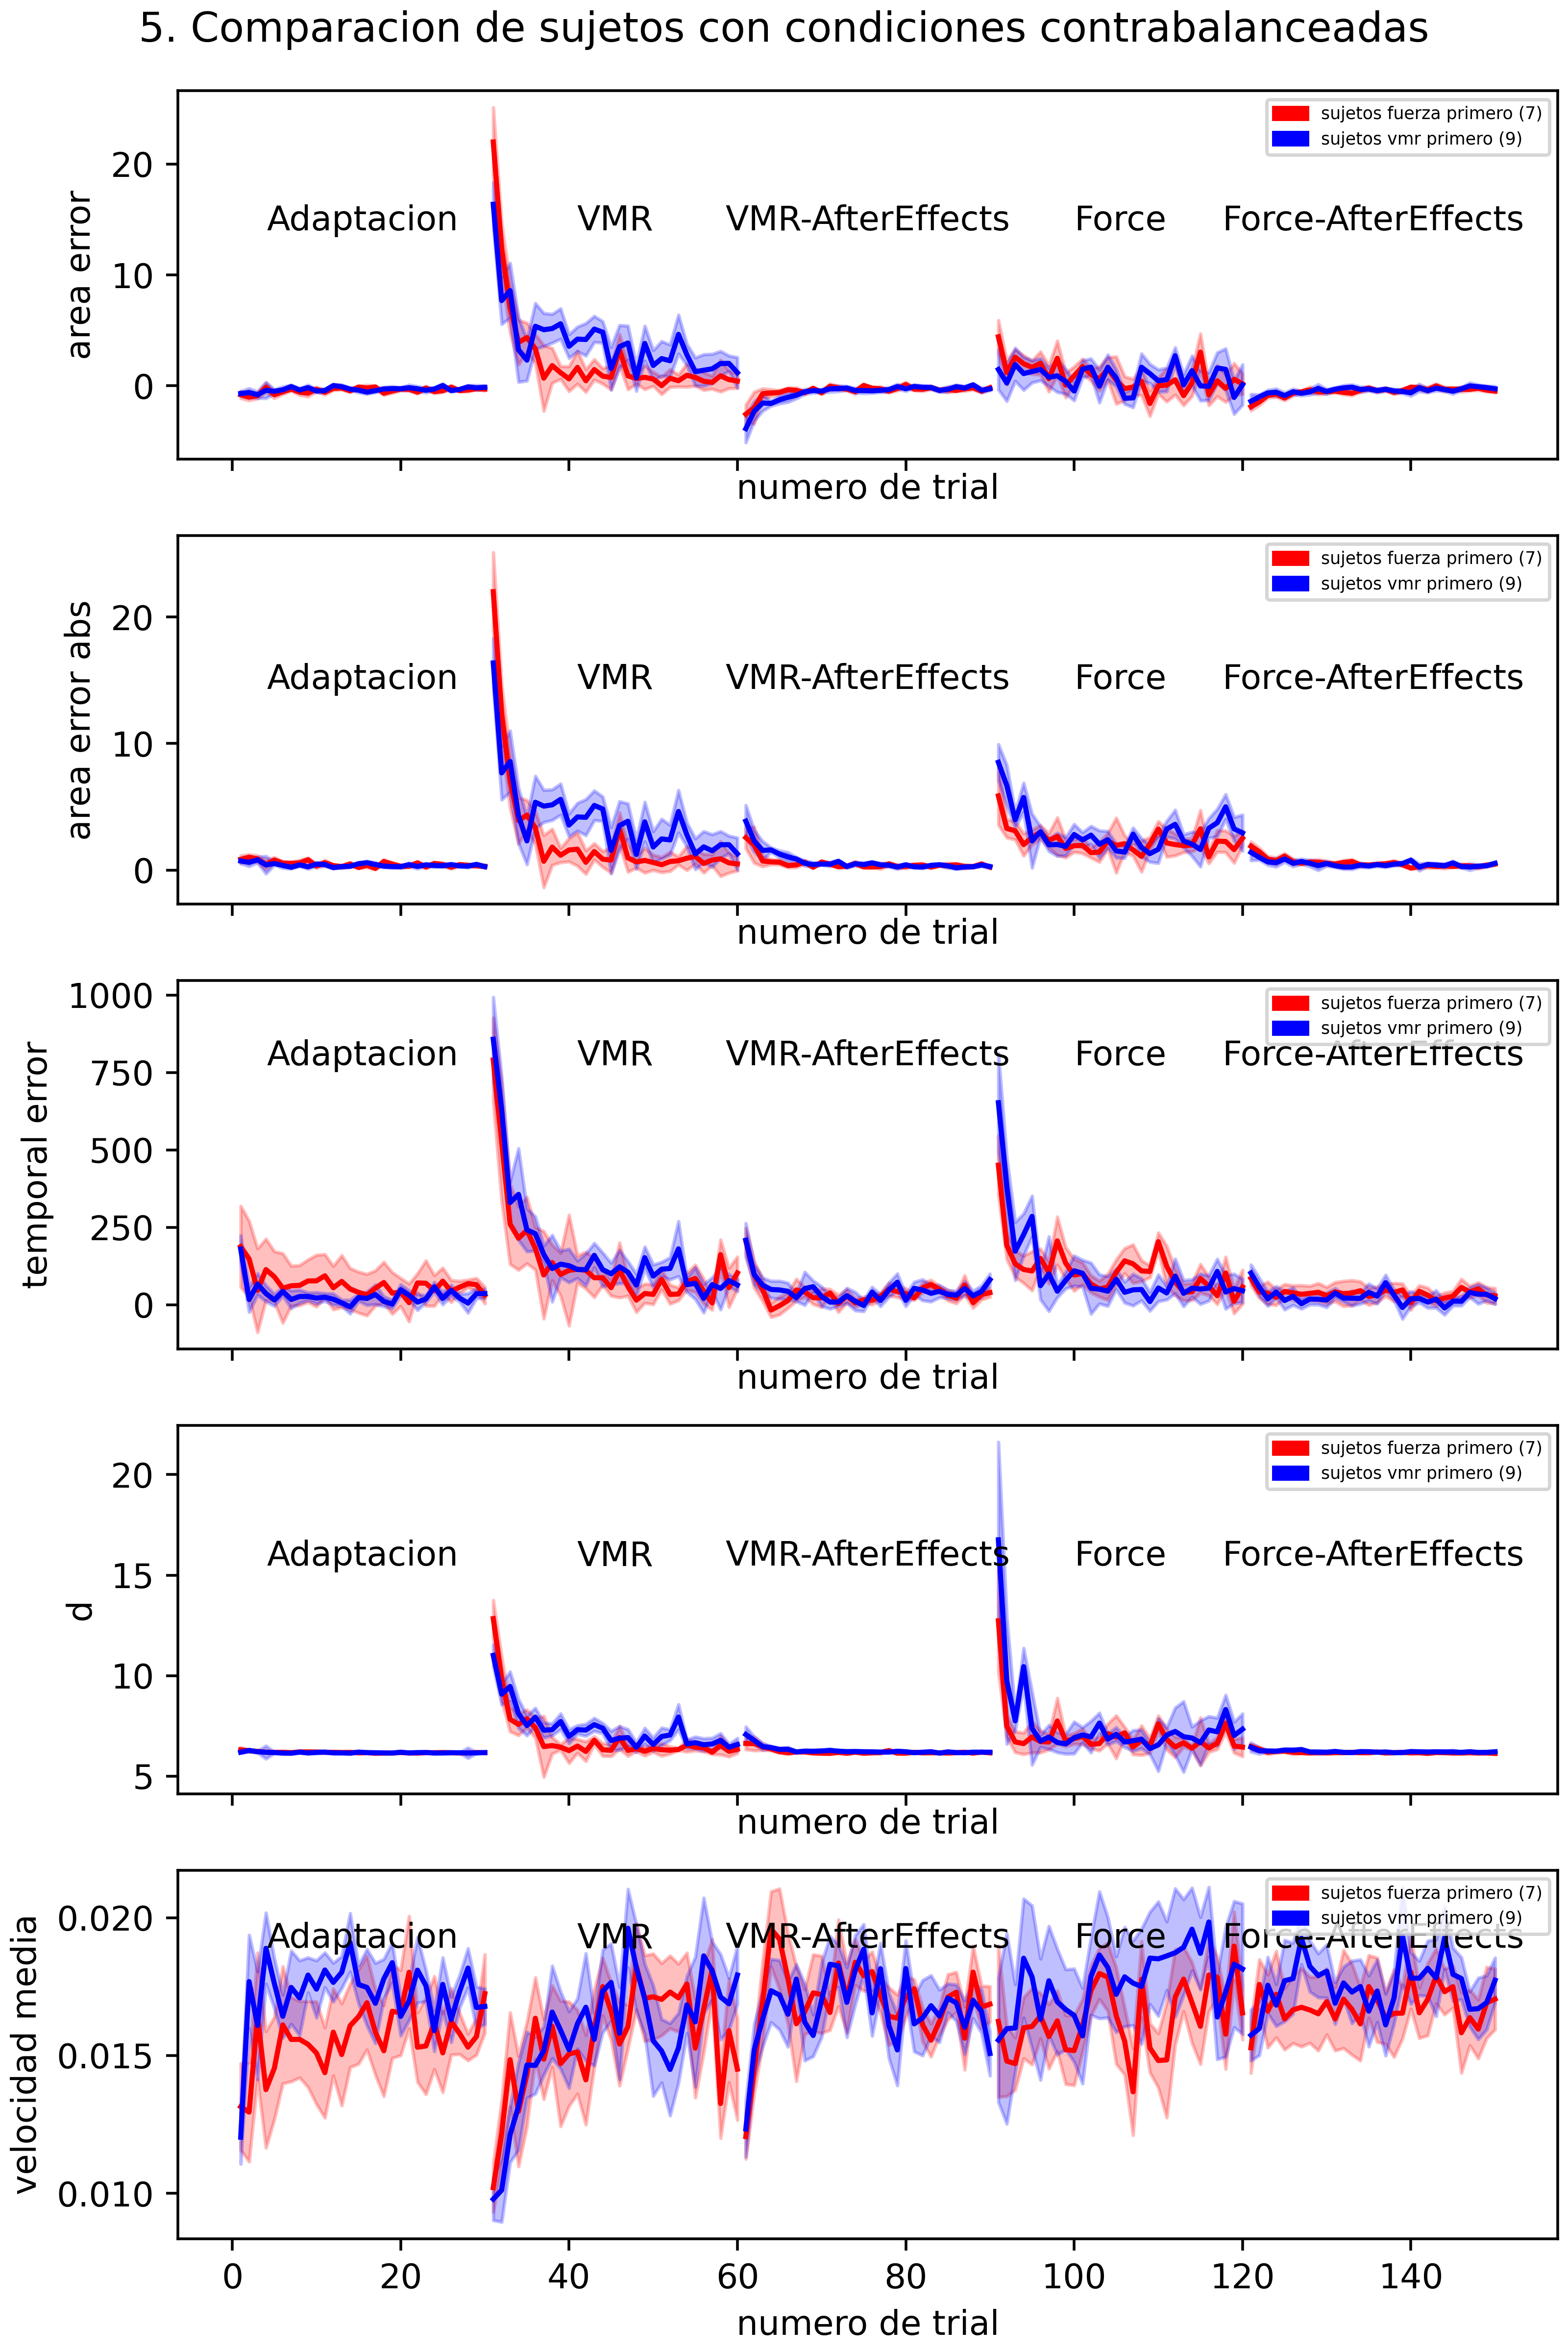 5. Comparacion de sujetos con condiciones contrabalanceadas
sujetos fuerza primero (7)
sujetos vmr primero (9)
20
10
0
area error
Adaptacion
VMR
VMR-AfterEffects
Force
Force-AfterEffects
numero de trial
sujetos fuerza primero (7)
sujetos vmr primero (9)
20
10
0
area error abs
Adaptacion
VMR
VMR-AfterEffects
Force
Force-AfterEffects
numero de trial
sujetos fuerza primero (7)
sujetos vmr primero (9)
1000
750
500
250
0
temporal error
Adaptacion
VMR
VMR-AfterEffects
Force
Force-AfterEffects
numero de trial
sujetos fuerza primero (7)
sujetos vmr primero (9)
20
15
10
5
d
Adaptacion
VMR
VMR-AfterEffects
Force
Force-AfterEffects
numero de trial
sujetos fuerza primero (7)
sujetos vmr primero (9)
0.020
0.015
0.010
velocidad media
Adaptacion
VMR
VMR-AfterEffects
Force
Force-AfterEffects
0
20
40
60
80
100
120
140
numero de trial